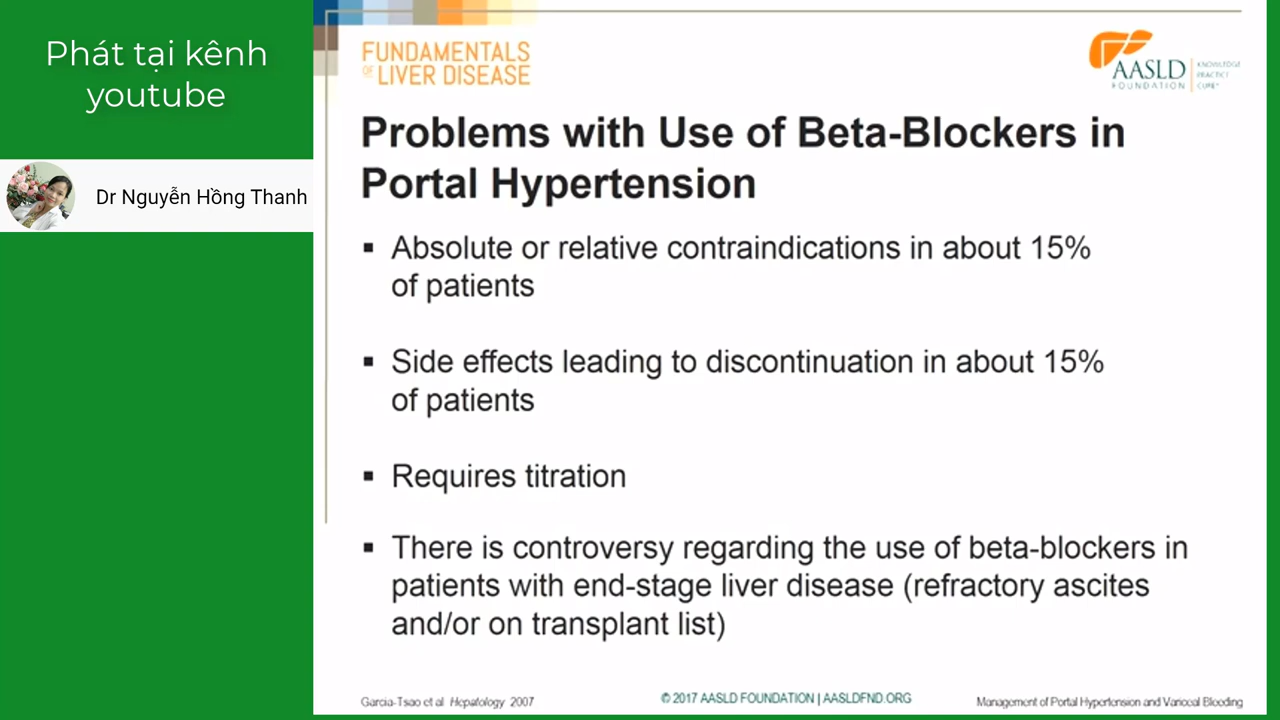 Phát tại kênh
youtube
Dr Nguyễn Hồng Thanh
FUNDAMENTALS
OF LIVER DISEASE
AASLD
FOUNDATION
KNOWLEDGE
PRACTICE
CURE
Problems with Use of Beta-Blockers in
Portal Hypertension
▪ Absolute or relative contraindications in about 15%
of patients
▪ Side effects leading to discontinuation in about 15%
of patients
▪ Requires titration
▪ There is controversy regarding the use of beta-blockers in
patients with end-stage liver disease (refractory ascites
and/or on transplant list)
Garcia-Tsao et al Hepatology 2007
© 2017 AASLD FOUNDATION | AASLDFND.ORG
Management of Portal Hypertension and Variceal Bleeding